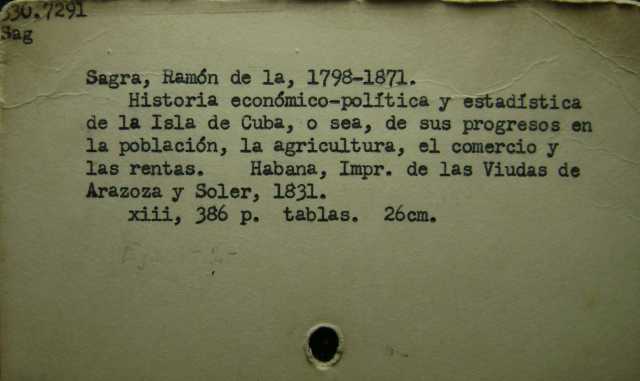 330.7291
Sag
Sagra, Ramón de la, 1798-1871.
Historia económico-política y estadística
de la Isla de Cuba, o sea, de sus progresos en
la población, la agricultura, el comercio y
las rentas. Habana, Impr. de las Viudas de
Arazoza y Soler, 1831.
xiii, 386 p. tablas. 26cm.